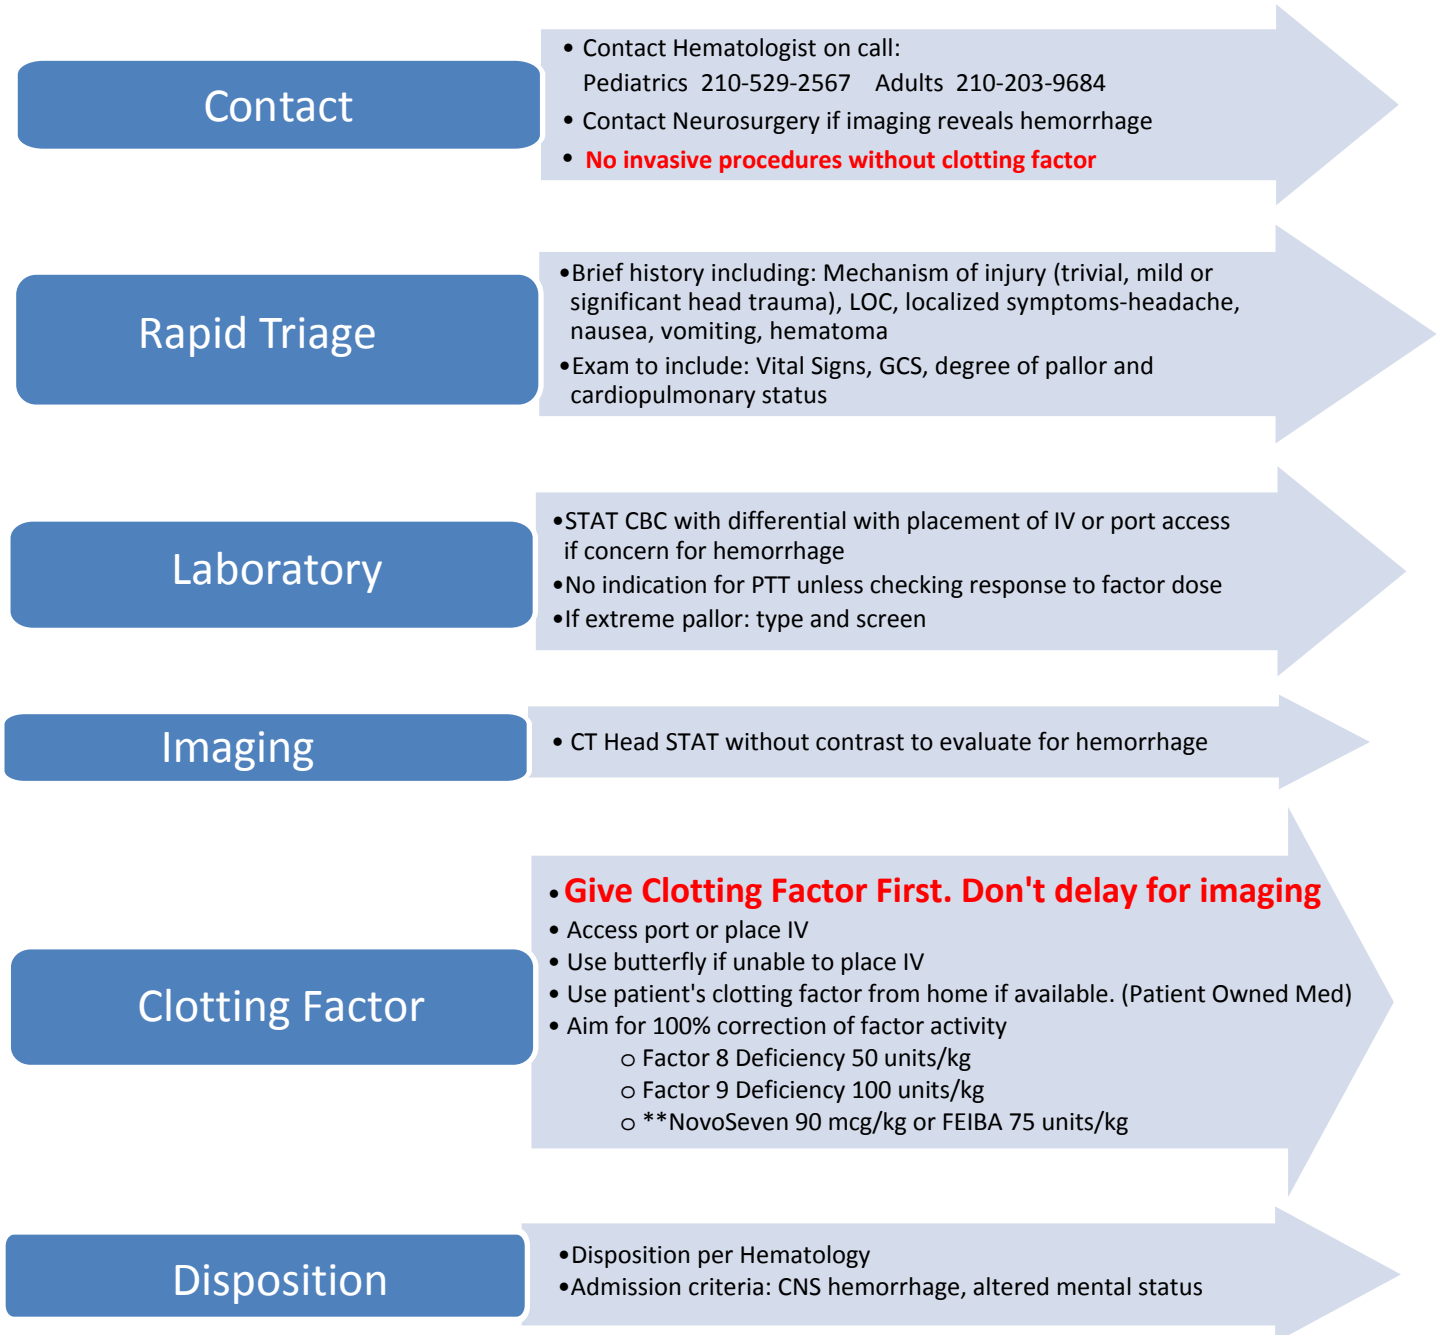 Contact
• Contact Hematologist on call:
Pediatrics 210-529-2567 Adults 210-203-9684
• Contact Neurosurgery if imaging reveals hemorrhage
• No invasive procedures without clotting factor
Rapid Triage
•Brief history including: Mechanism of injury (trivial, mild or
significant head trauma), LOC, localized symptoms-headache,
nausea, vomiting, hematoma
•Exam to include: Vital Signs, GCS, degree of pallor and
cardiopulmonary status
Laboratory
•STAT CBC with differential with placement of IV or port access
if concern for hemorrhage
•No indication for PTT unless checking response to factor dose
•If extreme pallor: type and screen
Imaging
• CT Head STAT without contrast to evaluate for hemorrhage
Clotting Factor
• Give Clotting Factor First. Don't delay for imaging
• Access port or place IV
• Use butterfly if unable to place IV
• Use patient's clotting factor from home if available. (Patient Owned Med)
• Aim for 100% correction of factor activity
o Factor 8 Deficiency 50 units/kg
o Factor 9 Deficiency 100 units/kg
o **NovoSeven 90 mcg/kg or FEIBA 75 units/kg
Disposition
•Disposition per Hematology
•Admission criteria: CNS hemorrhage, altered mental status